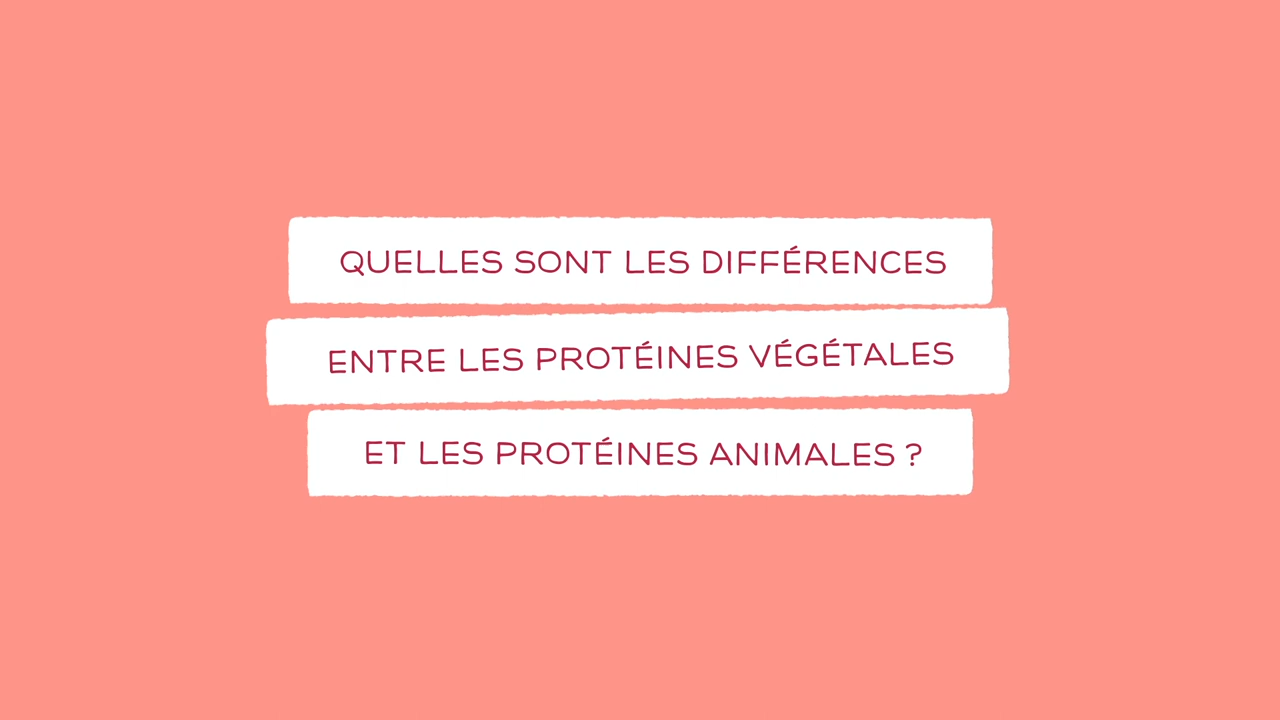 QUELLES SONT LES DIFFÉRENCES
ENTRE LES PROTÉINES VÉGÉTALES
ET LES PROTÉINES ANIMALES ?